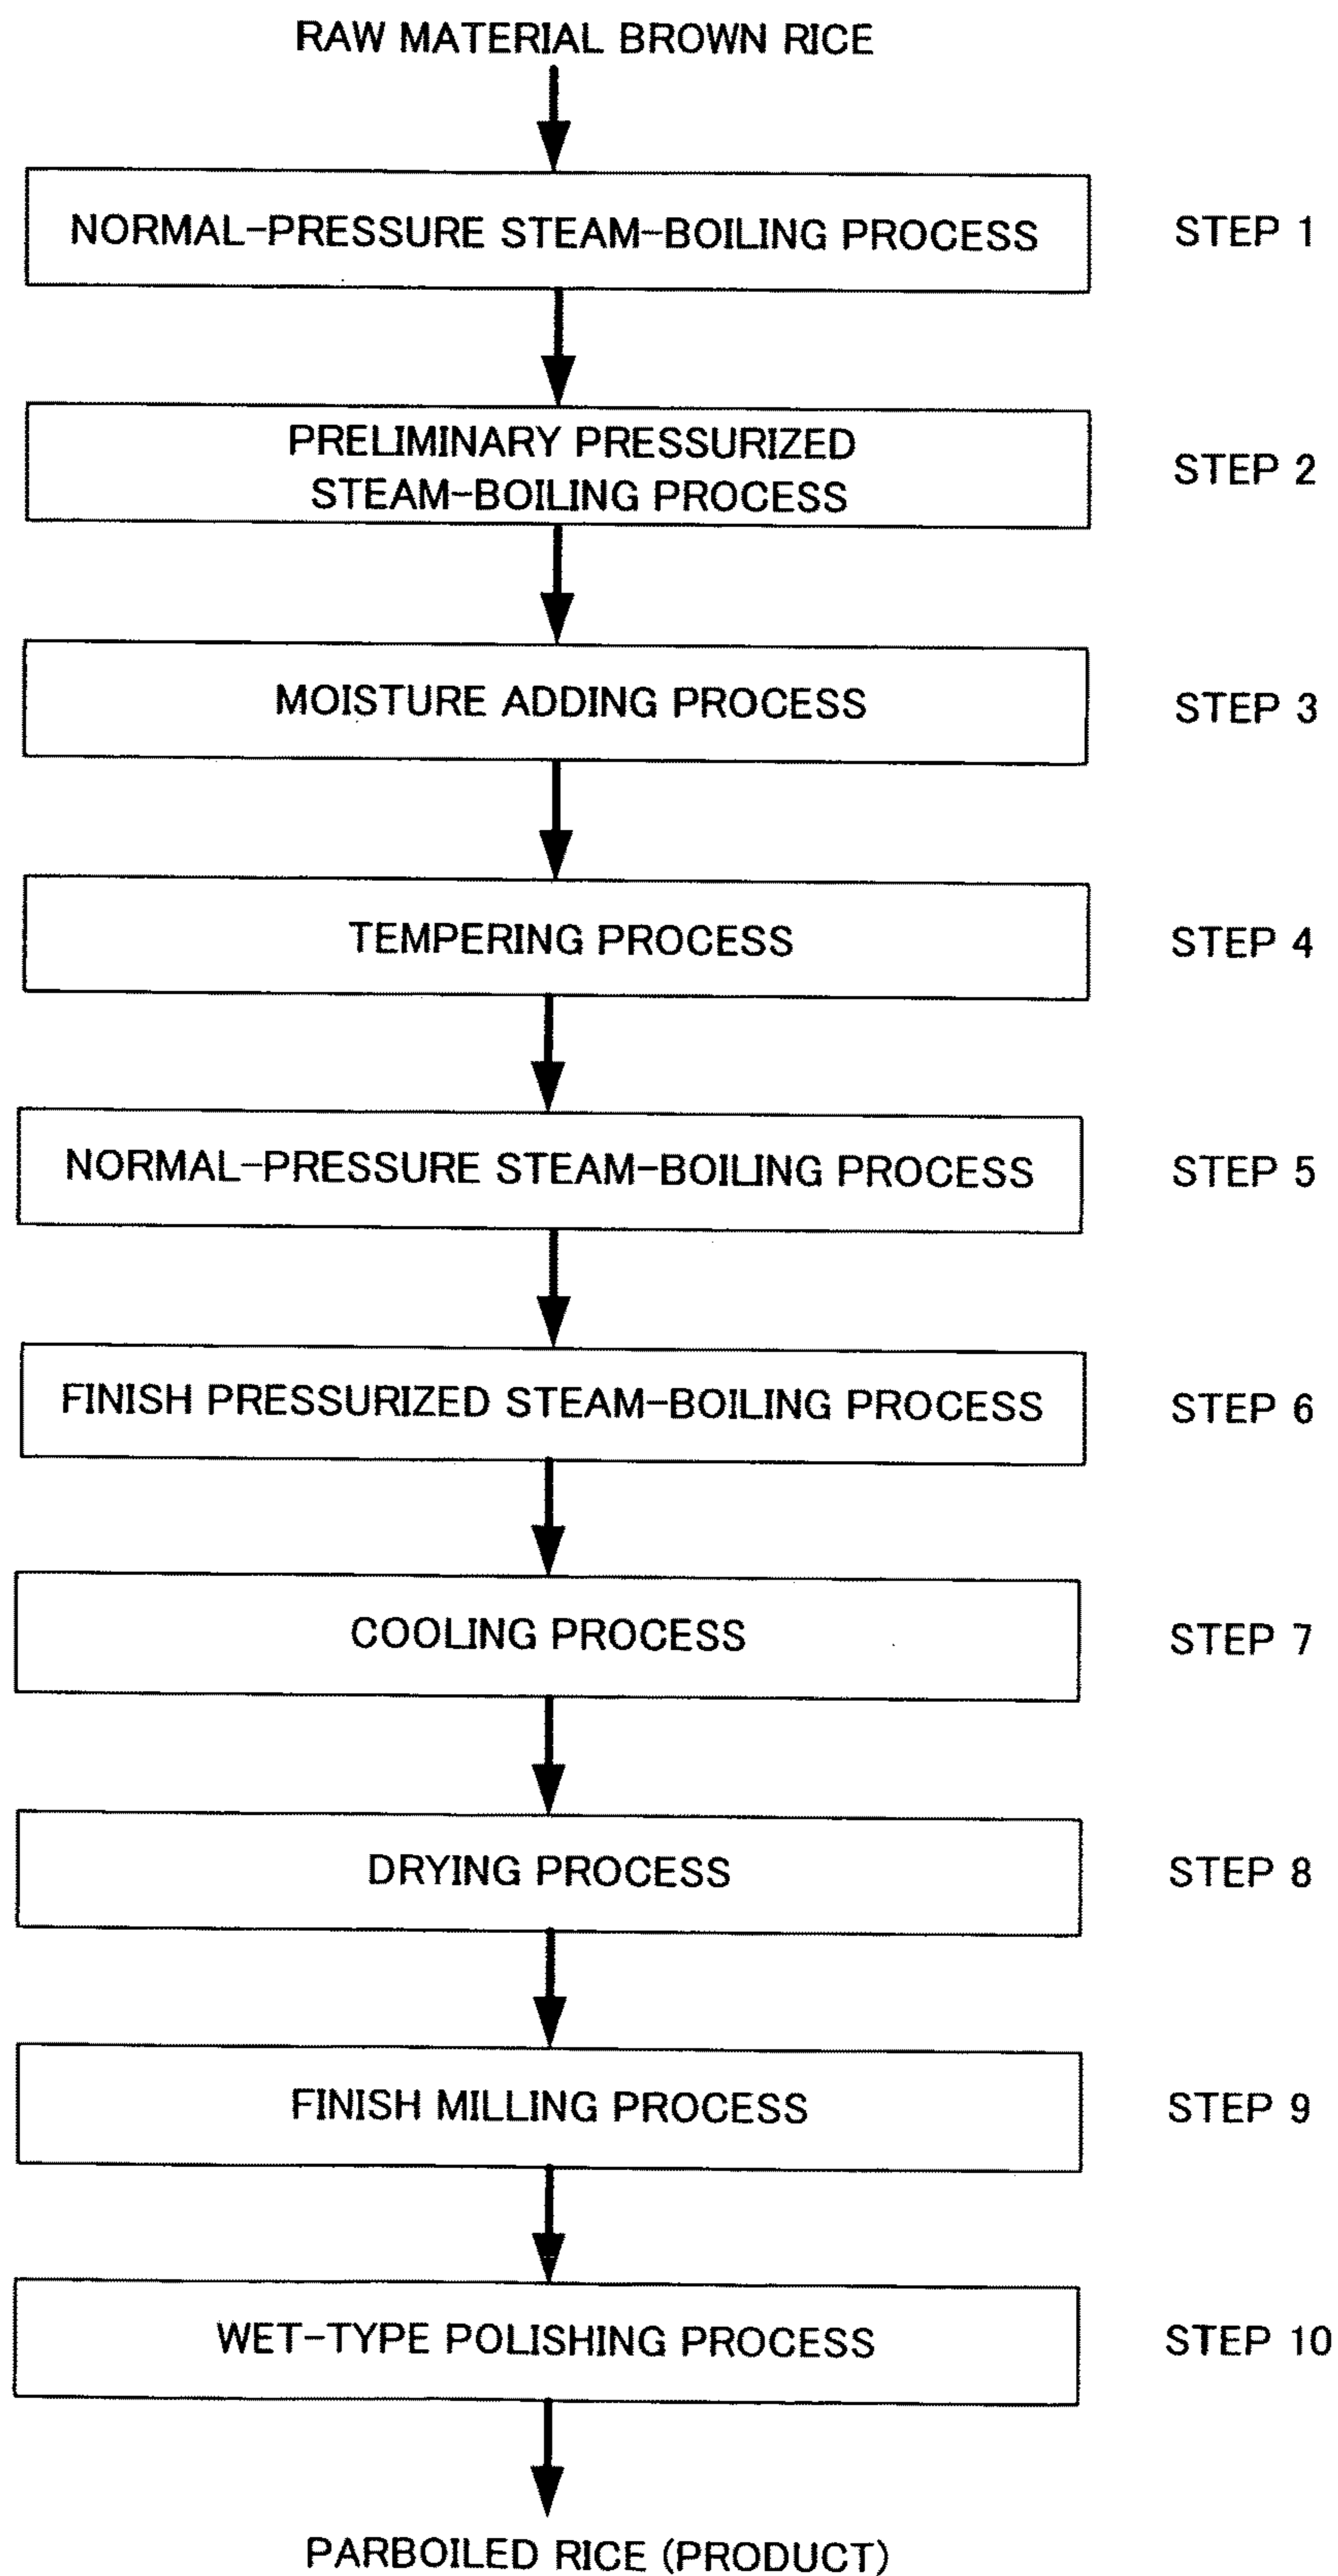 RAW MATERIAL BROWN RICE
NORMAL-PRESSURE STEAM-BOILING PROCESS STEP 1
PRELIMINARY PRESSURIZED
STEAM-BOILING PROCESS STEP 2
MOISTURE ADDING PROCESS STEP 3
TEMPERING PROCESS STEP 4
NORMAL-PRESSURE STEAM-BOILING PROCESS STEP 5
FINISH PRESSURIZED STEAM-BOILING PROCESS STEP 6
COOLING PROCESS STEP 7
DRYING PROCESS STEP 8
FINISH MILLING PROCESS STEP 9
WET-TYPE POLISHING PROCESS STEP 10
PARBOILED RICE (PRODUCT)